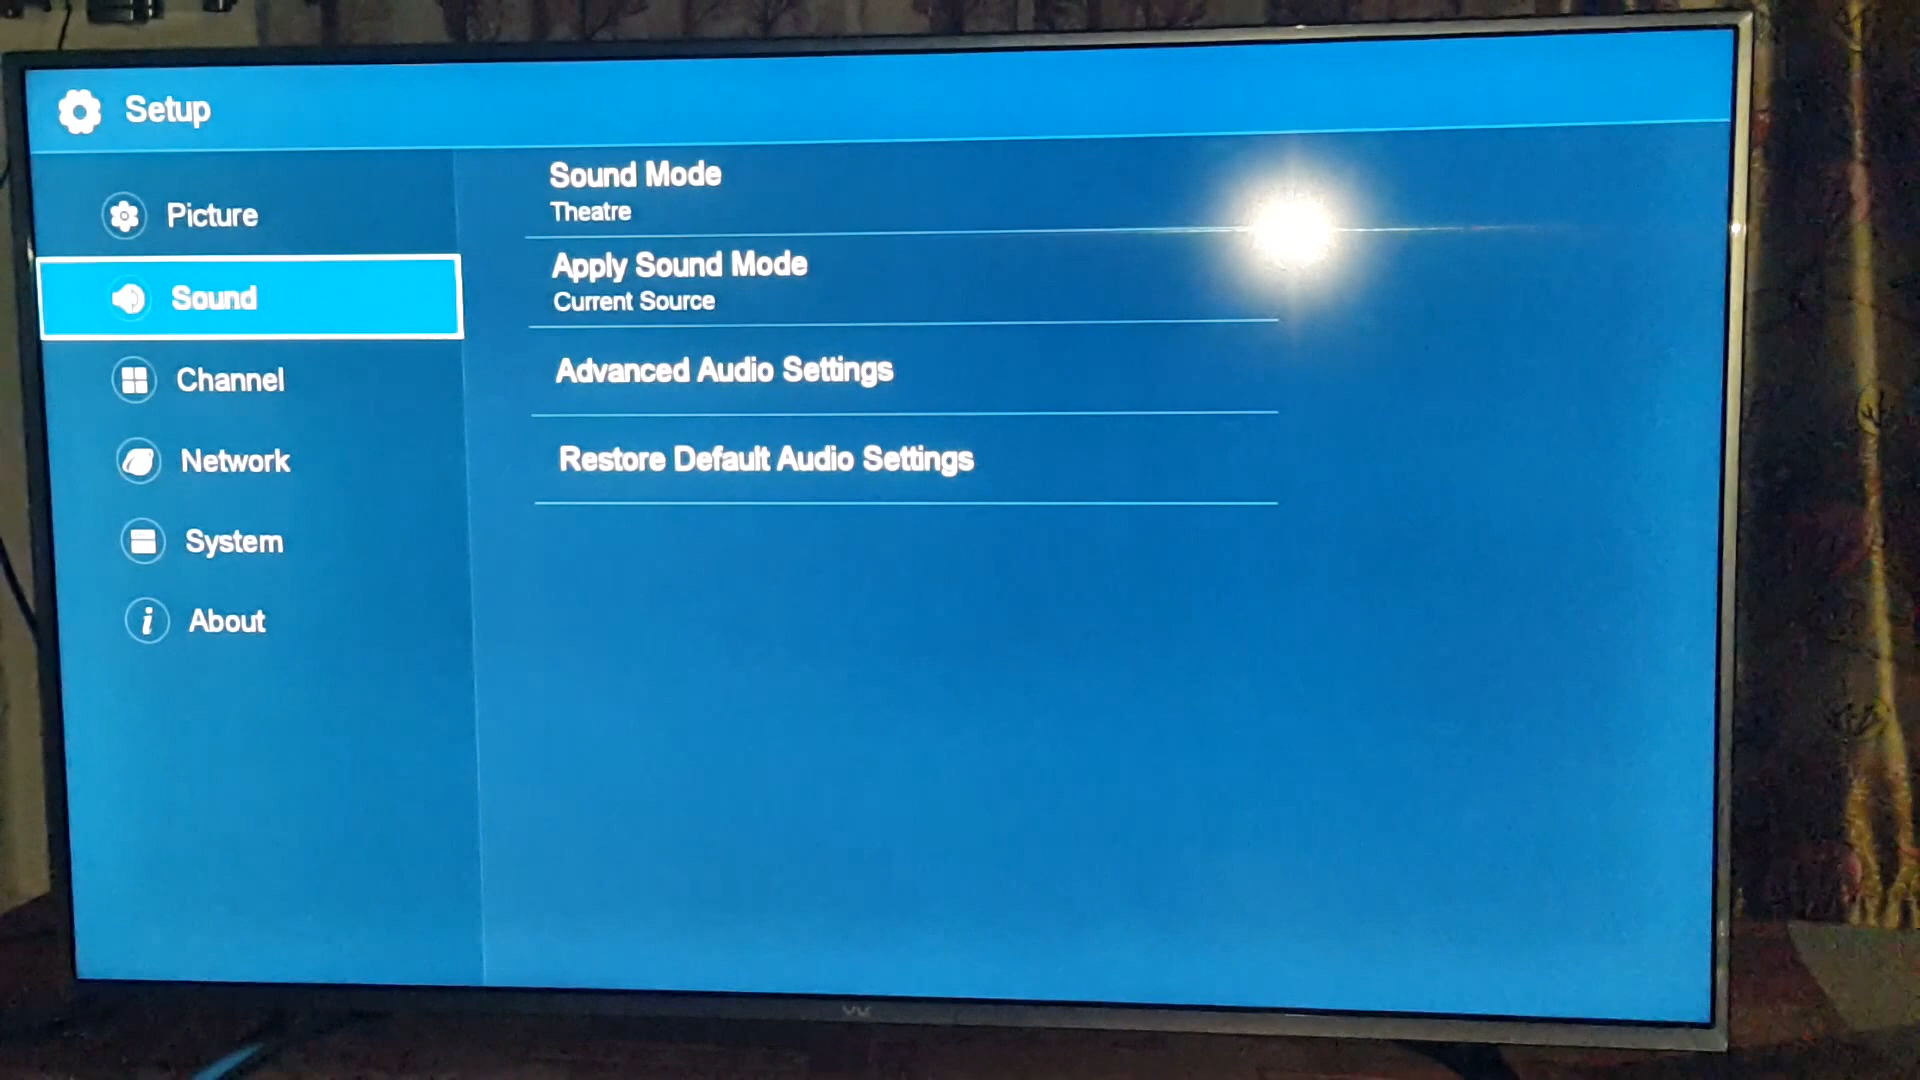 Setup
Picture
Sound
Channel
Network
System
About
Sound Mode
Theatre
Apply Sound Mode
Current Source
Advanced Audio Settings
Restore Default Audio Settings
VU